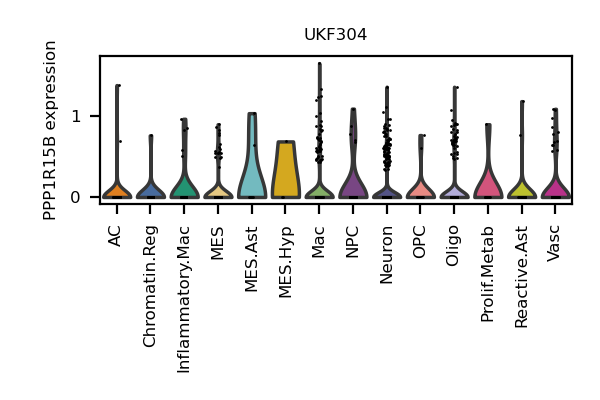 UKF304
PPP1R15B expression
1
0
AC
Chromatin.Reg
Inflammatory.Mac
MES
MES.Ast
MES.Hyp
Mac
NPC
Neuron
OPC
Oligo
Prolif.Metab
Reactive.Ast
Vasc